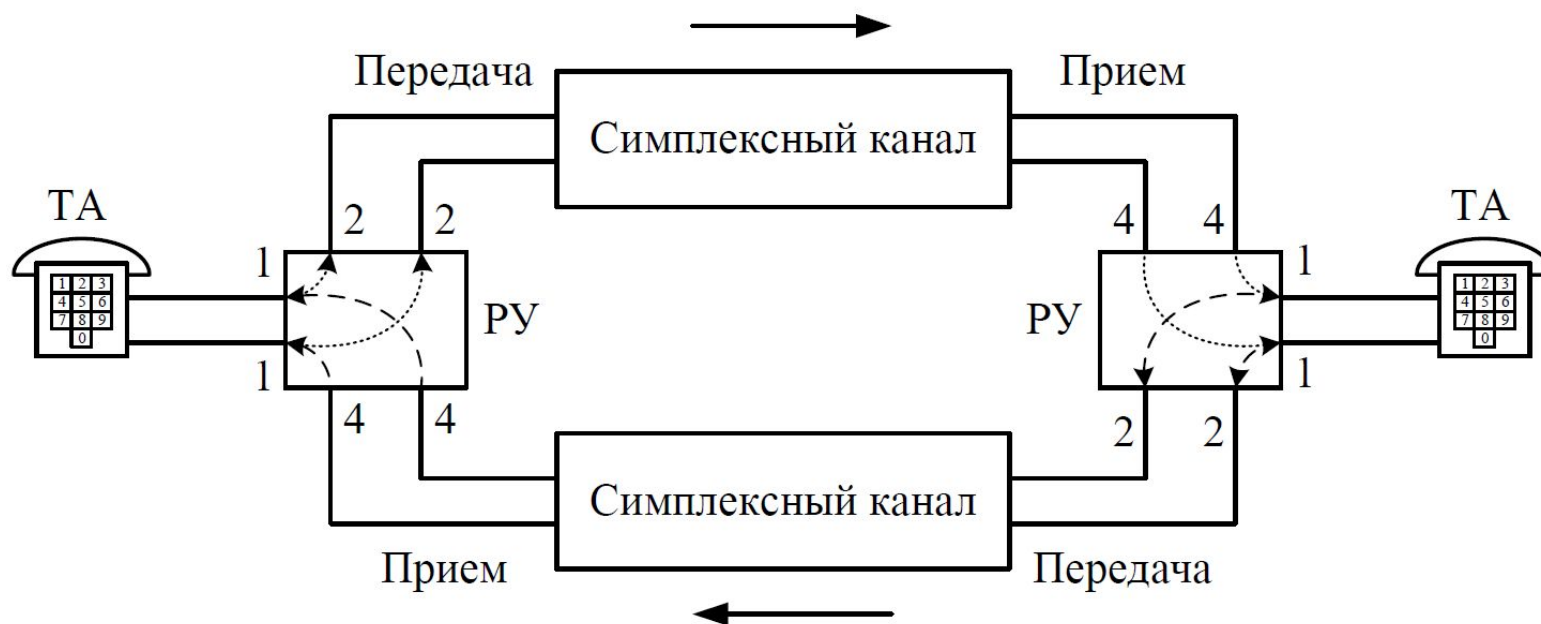 Передача
Прием
Симплексный канал
ТА
ТА
2
2
4
4
1
1
1 2 3
4 5 6
7 8 9
0
РУ
РУ
1 2 3
4 5 6
7 8 9
0
1
1
4
4
2
2
Симплексный канал
Прием
Передача